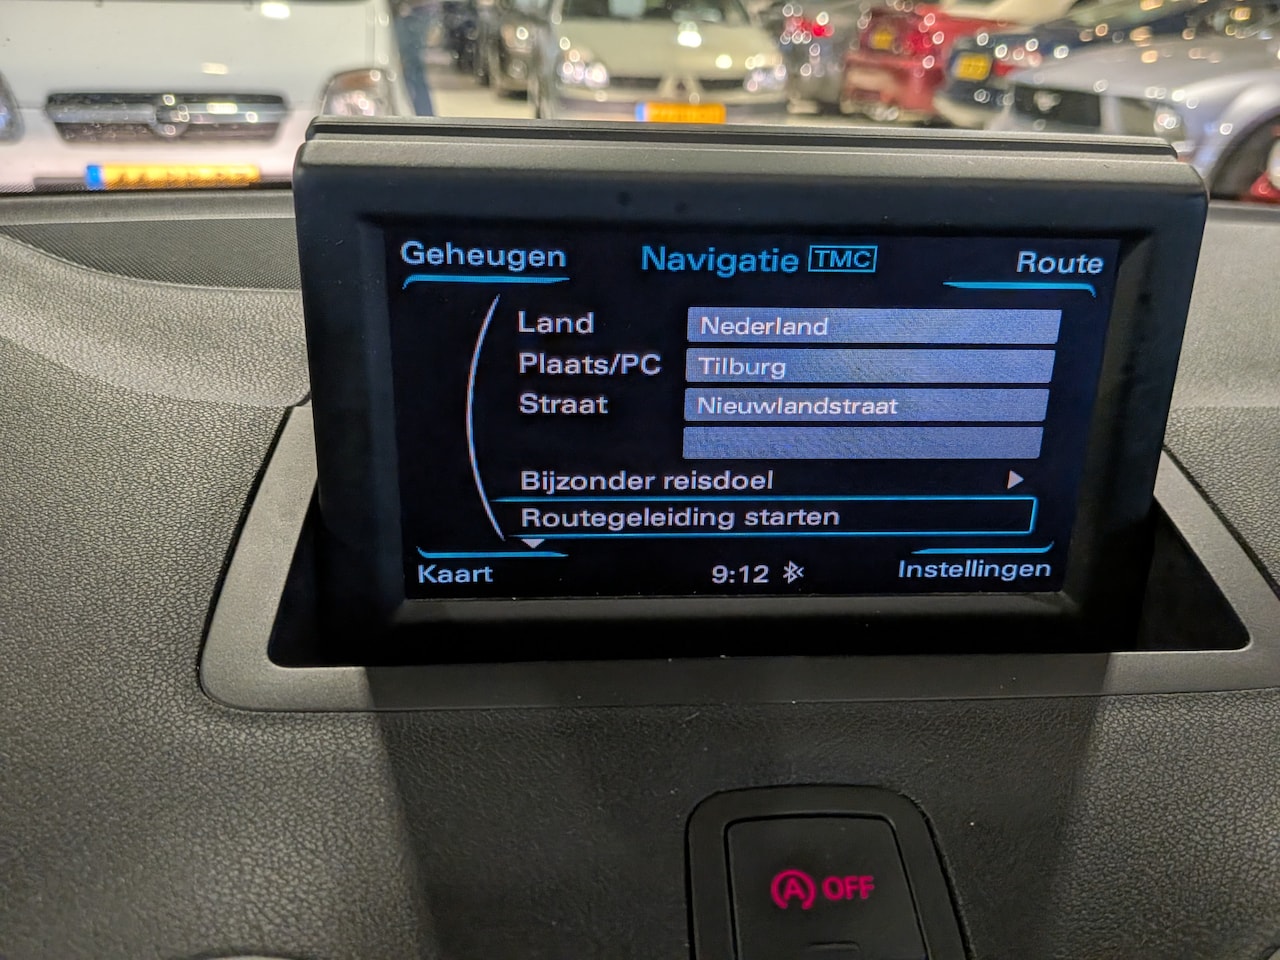 Geheugen Navigatie TMC Route
Land Nederland
Plaats/PC Tilburg
Straat Nieuwlandstraat
Bijzonder reisdoel
Routegeleiding starten
Kaart 9:12 Instellingen
A OFF